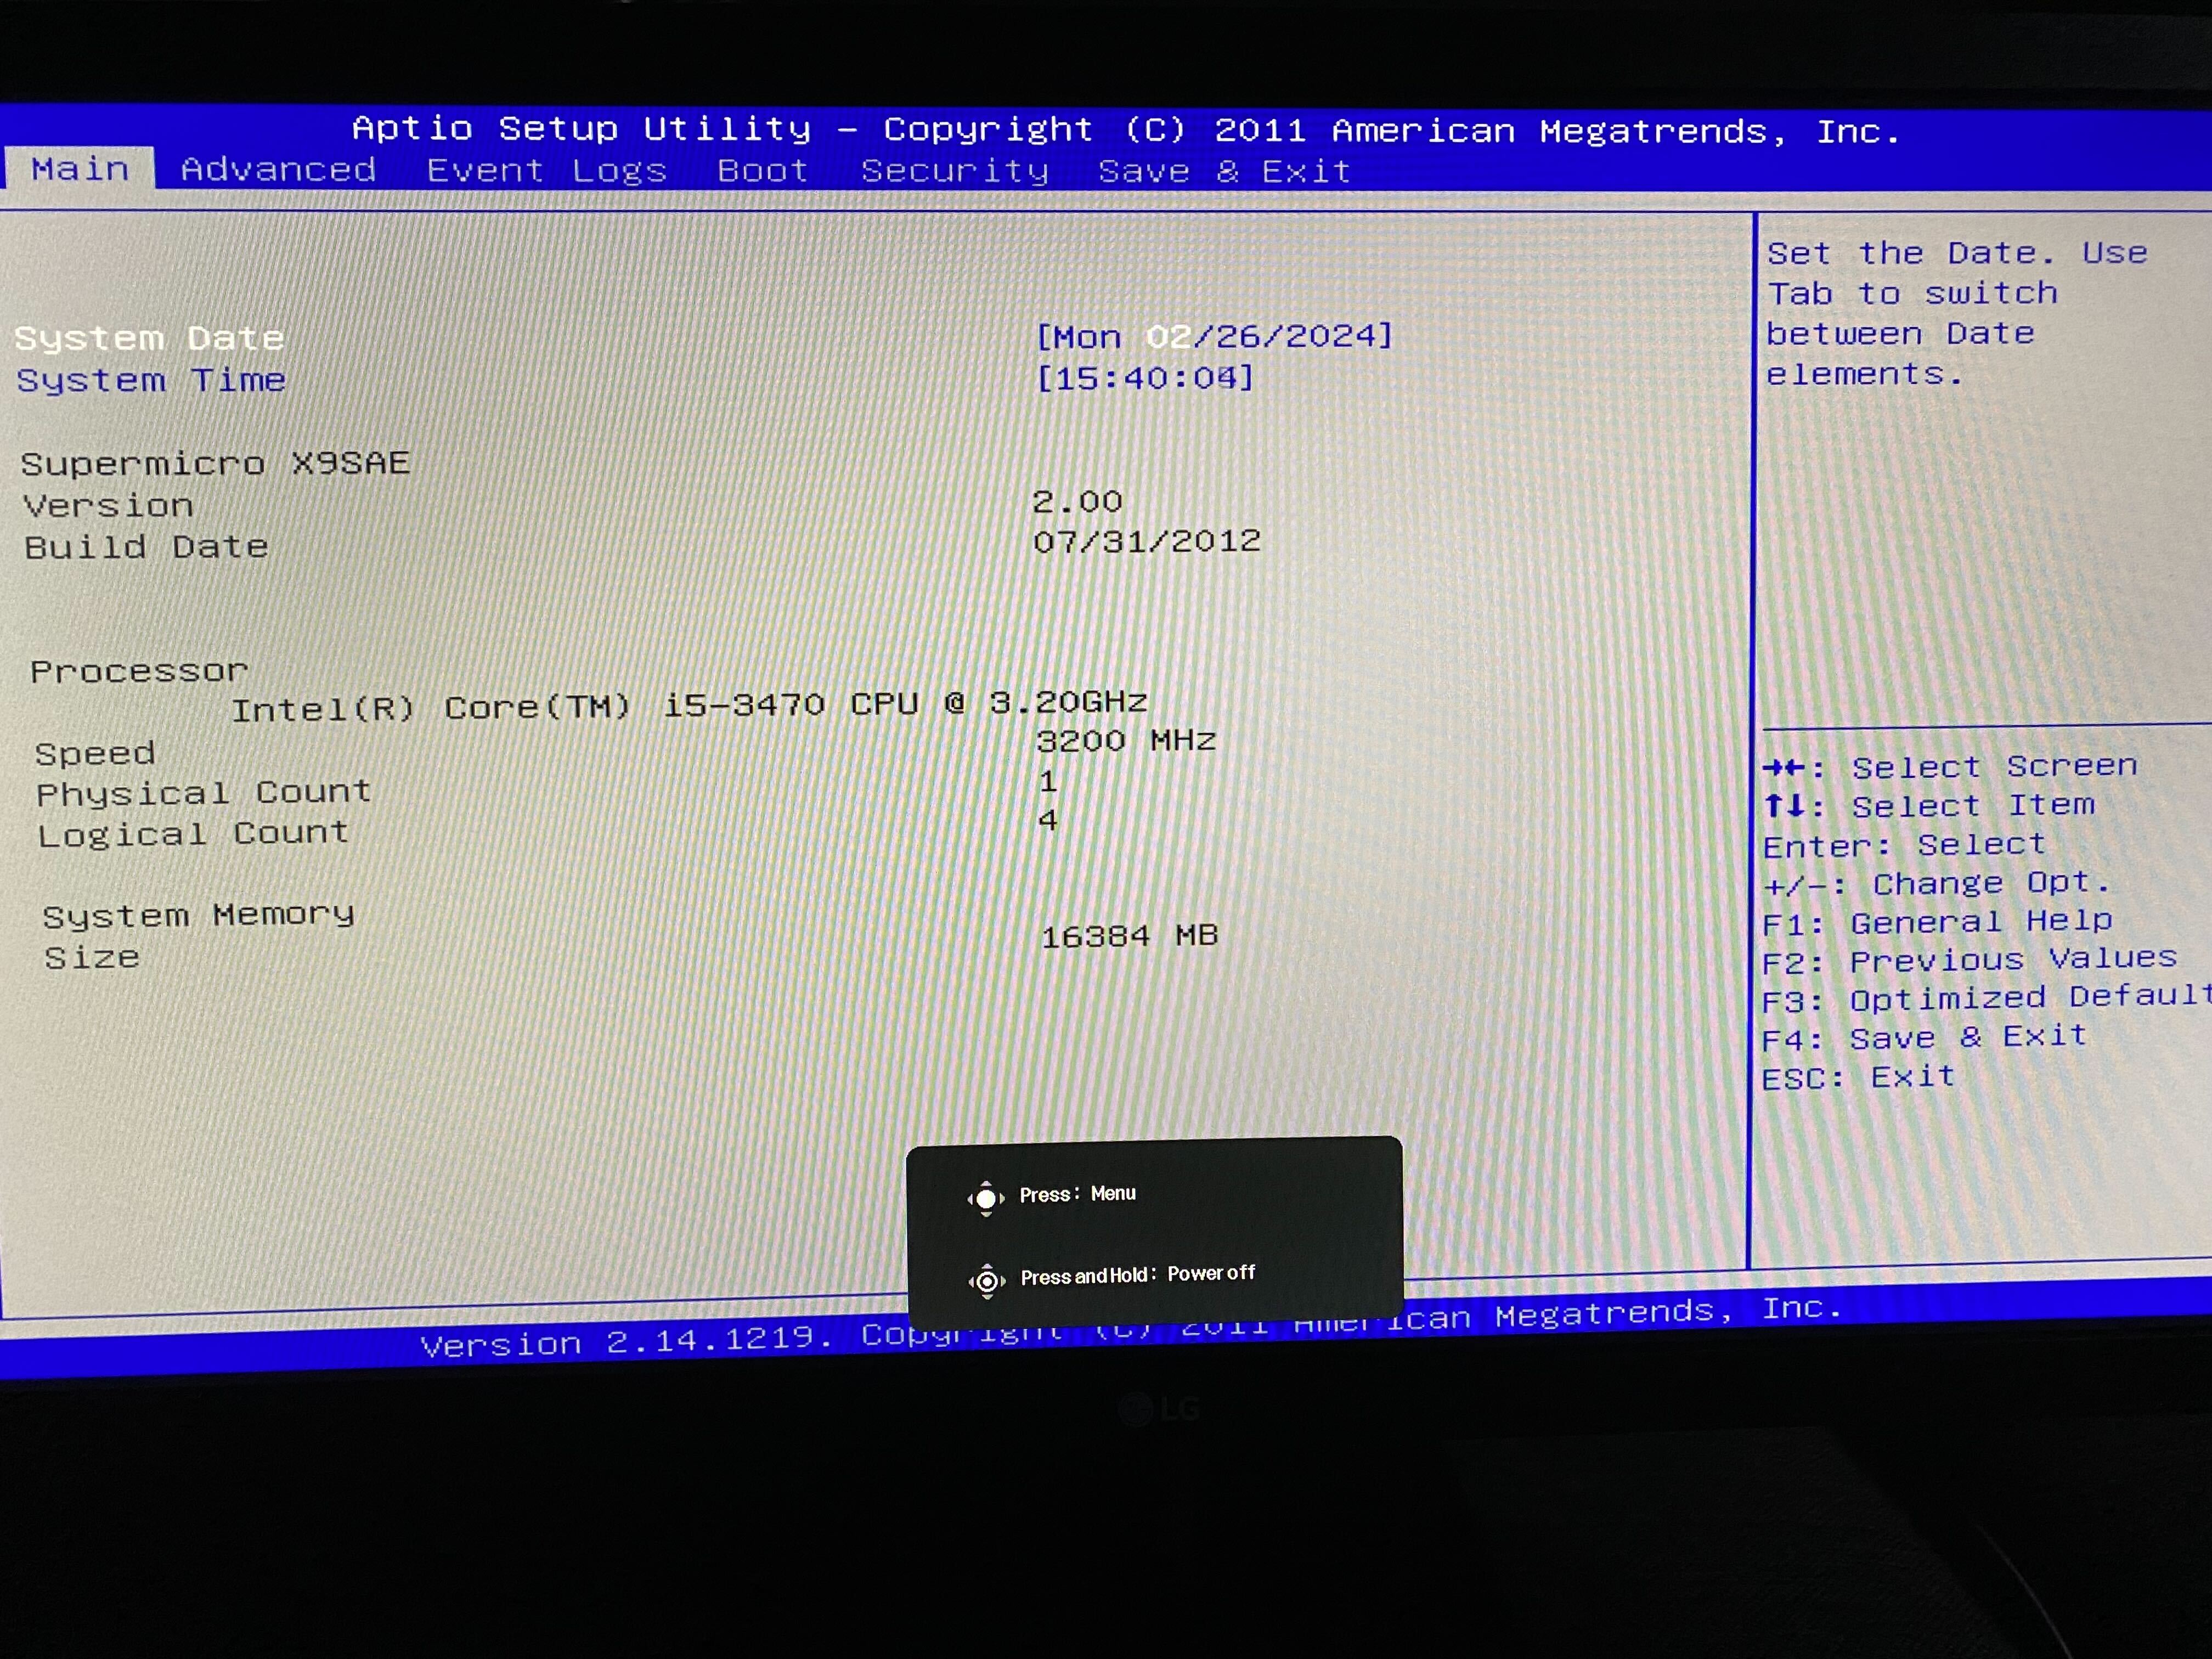 Aptio Setup Utility – Copyright (C) 2011 American Megatrends, Inc.
Main Advanced Event Logs Boot Security Save & Exit
System Date [Mon 02/26/2024]
System Time [15:40:04]
Supermicro X9SAE
Version 2.00
Build Date 07/31/2012
Processor
Intel(R) Core(TM) i5-3470 CPU @ 3.20GHz
Speed 3200 MHz
Physical Count 1
Logical Count 4
System Memory
Size 16384 MB
Set the Date. Use
Tab to switch
between Date
elements.
→←: Select Screen
↑↓: Select Item
Enter: Select
+/-: Change Opt.
F1: General Help
F2: Previous Values
F3: Optimized Default
F4: Save & Exit
ESC: Exit
Press: Menu
Press and Hold: Power off
Version 2.14.1219. Copyright (C) 2011 American Megatrends, Inc.
LG